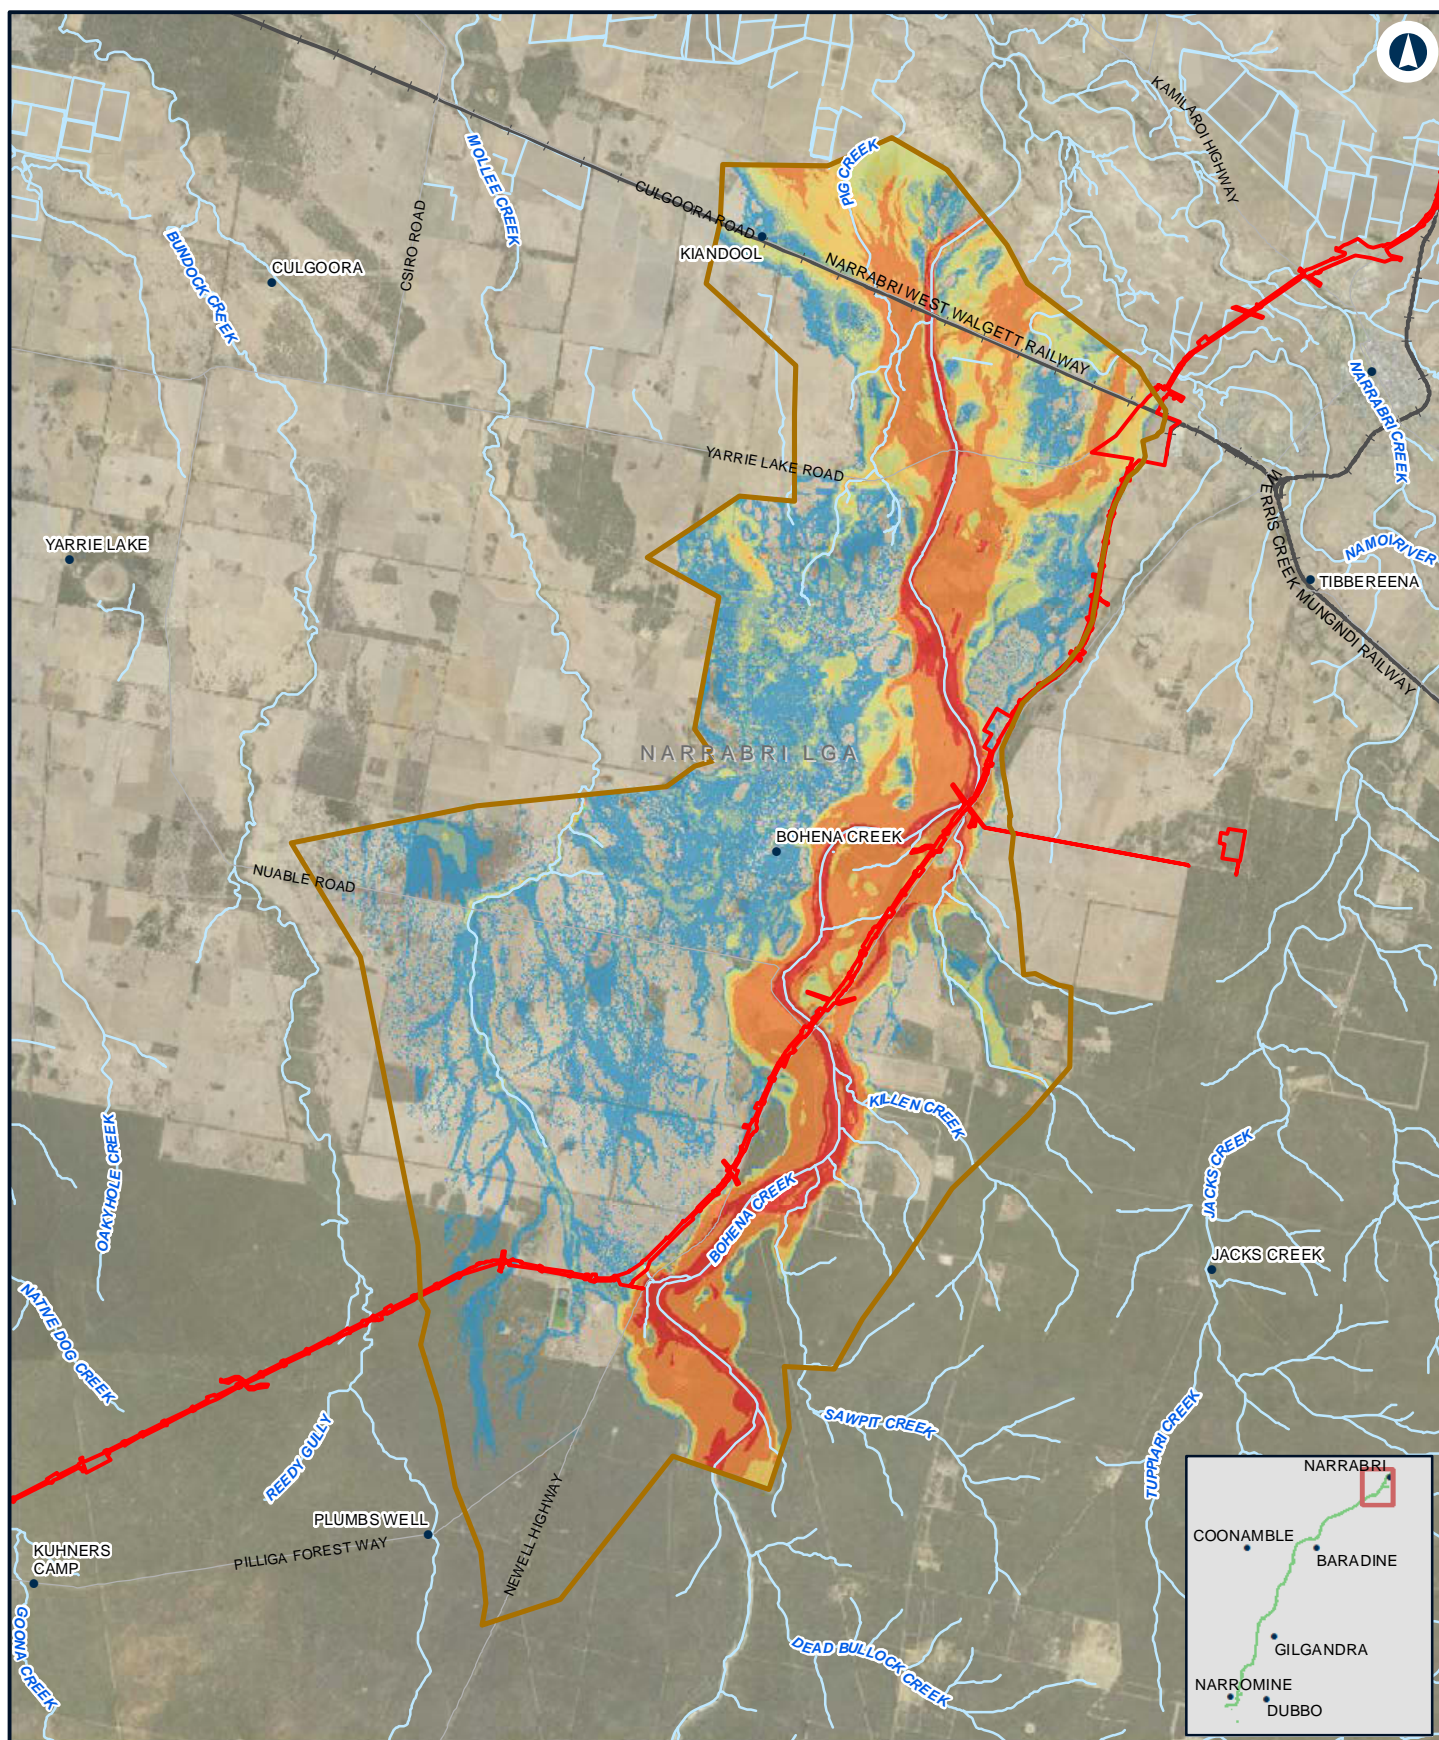 KAMILAROI HIGHWAY
PIG CREEK
MOLLEE CREEK
CULGOORA ROAD
CSIRO ROAD
BUNDOCK CREEK
KIANDOOL
CULGOORA
NARRABRI WEST WALGETT RAILWAY
NARRABRI CREEK
YARRIE LAKE ROAD
WERRIS CREEK MUNGINDI RAILWAY
YARRIE LAKE
NAMOI RIVER
TIBBEREENA
NARRABRI LGA
BOHENA CREEK
NUABLE ROAD
KILLEN CREEK
OAKYHOLE CREEK
JACKS CREEK
BOHENA CREEK
JACKS CREEK
NATIVE DOG CREEK
SAWPIT CREEK
TUPPIARI CREEK
REEDY GULLY
PLUMBS WELL
NEWELL HIGHWAY
PILLIGA FOREST WAY
KUHNERS
CAMP
GOONA CREEK
DEAD BULLOCK CREEK
NARRABRI
COONAMBLE
BARADINE
GILGANDRA
NARROMINE
DUBBO